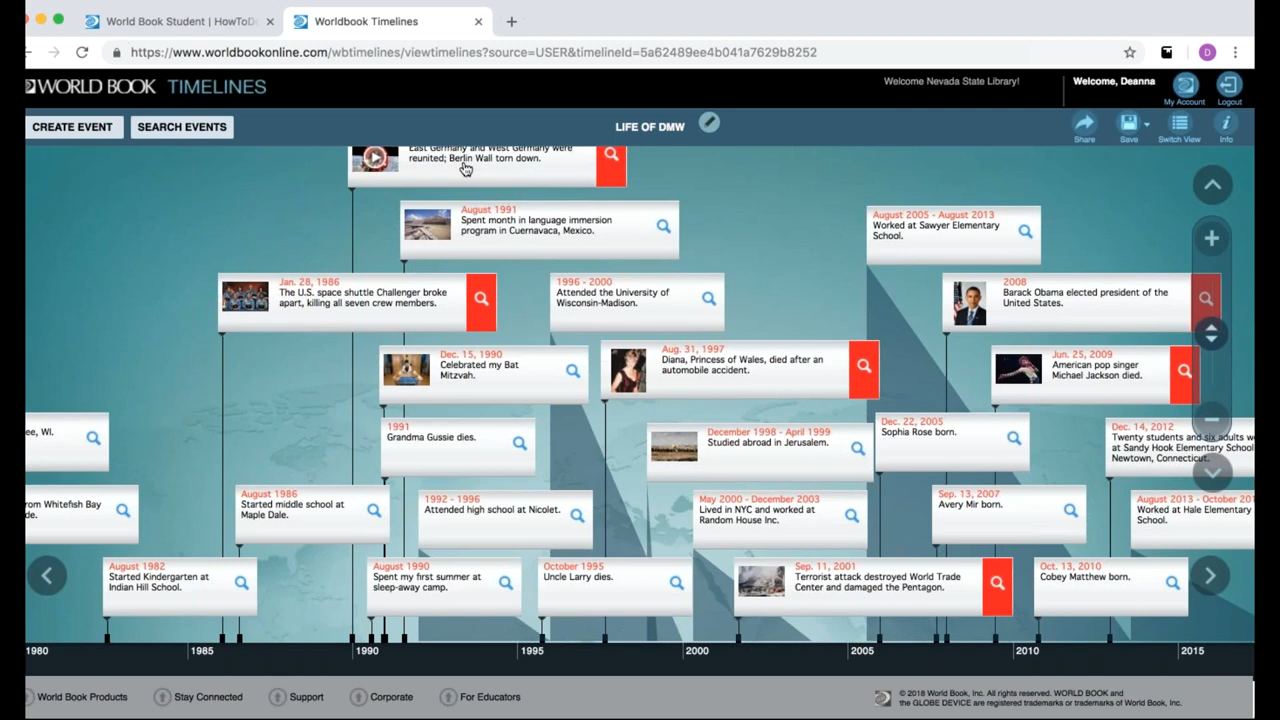 World Book Student | HowToDo
Worldbook Timelines
https://www.worldbookonline.com/wbtimelines/viewtimelines?source=USER&timelineId=5a62489ee4b041a7629b8252
D
WORLD BOOK TIMELINES
Welcome Nevada State Library!
Welcome, Deanna
My Account
Logout
CREATE EVENT
SEARCH EVENTS
LIFE OF DMW
Share
Save
Switch View
Info
East Germany and West Germany were
reunited; Berlin Wall torn down.
August 1991
Spent month in language immersion
program in Cuernavaca, Mexico.
August 2005 - August 2013
Worked at Sawyer Elementary
School.
Jan. 28, 1986
The U.S. space shuttle Challenger broke
apart, killing all seven crew members.
1996 - 2000
Attended the University of
Wisconsin-Madison.
2008
Barack Obama elected president of the
United States.
Dec. 15, 1990
Celebrated my Bat
Mitzvah.
Aug. 31, 1997
Diana, Princess of Wales, died after an
automobile accident.
Jun. 25, 2009
American pop singer
Michael Jackson died.
ee, WI.
1991
Grandma Gussie dies.
December 1998 - April 1999
Studied abroad in Jerusalem.
Dec. 22, 2005
Sophia Rose born.
Dec. 14, 2012
Twenty students and six adults w
at Sandy Hook Elementary School
Newtown, Connecticut.
rom Whitefish Bay
de.
August 1986
Started middle school at
Maple Dale.
1992 - 1996
Attended high school at Nicolet.
May 2000 - December 2003
Lived in NYC and worked at
Random House Inc.
Sep. 13, 2007
Avery Mir born.
August 2013 - October 201
Worked at Hale Elementary
School.
August 1982
Started Kindergarten at
Indian Hill School.
August 1990
Spent my first summer at
sleep-away camp.
October 1995
Uncle Larry dies.
Sep. 11, 2001
Terrorist attack destroyed World Trade
Center and damaged the Pentagon.
Oct. 13, 2010
Cobey Matthew born.
1980
1985
1990
1995
2000
2005
2010
2015
World Book Products
Stay Connected
Support
Corporate
For Educators
© 2018 World Book, Inc. All rights reserved. WORLD BOOK and
the GLOBE DEVICE are registered trademarks or trademarks of World Book, Inc.